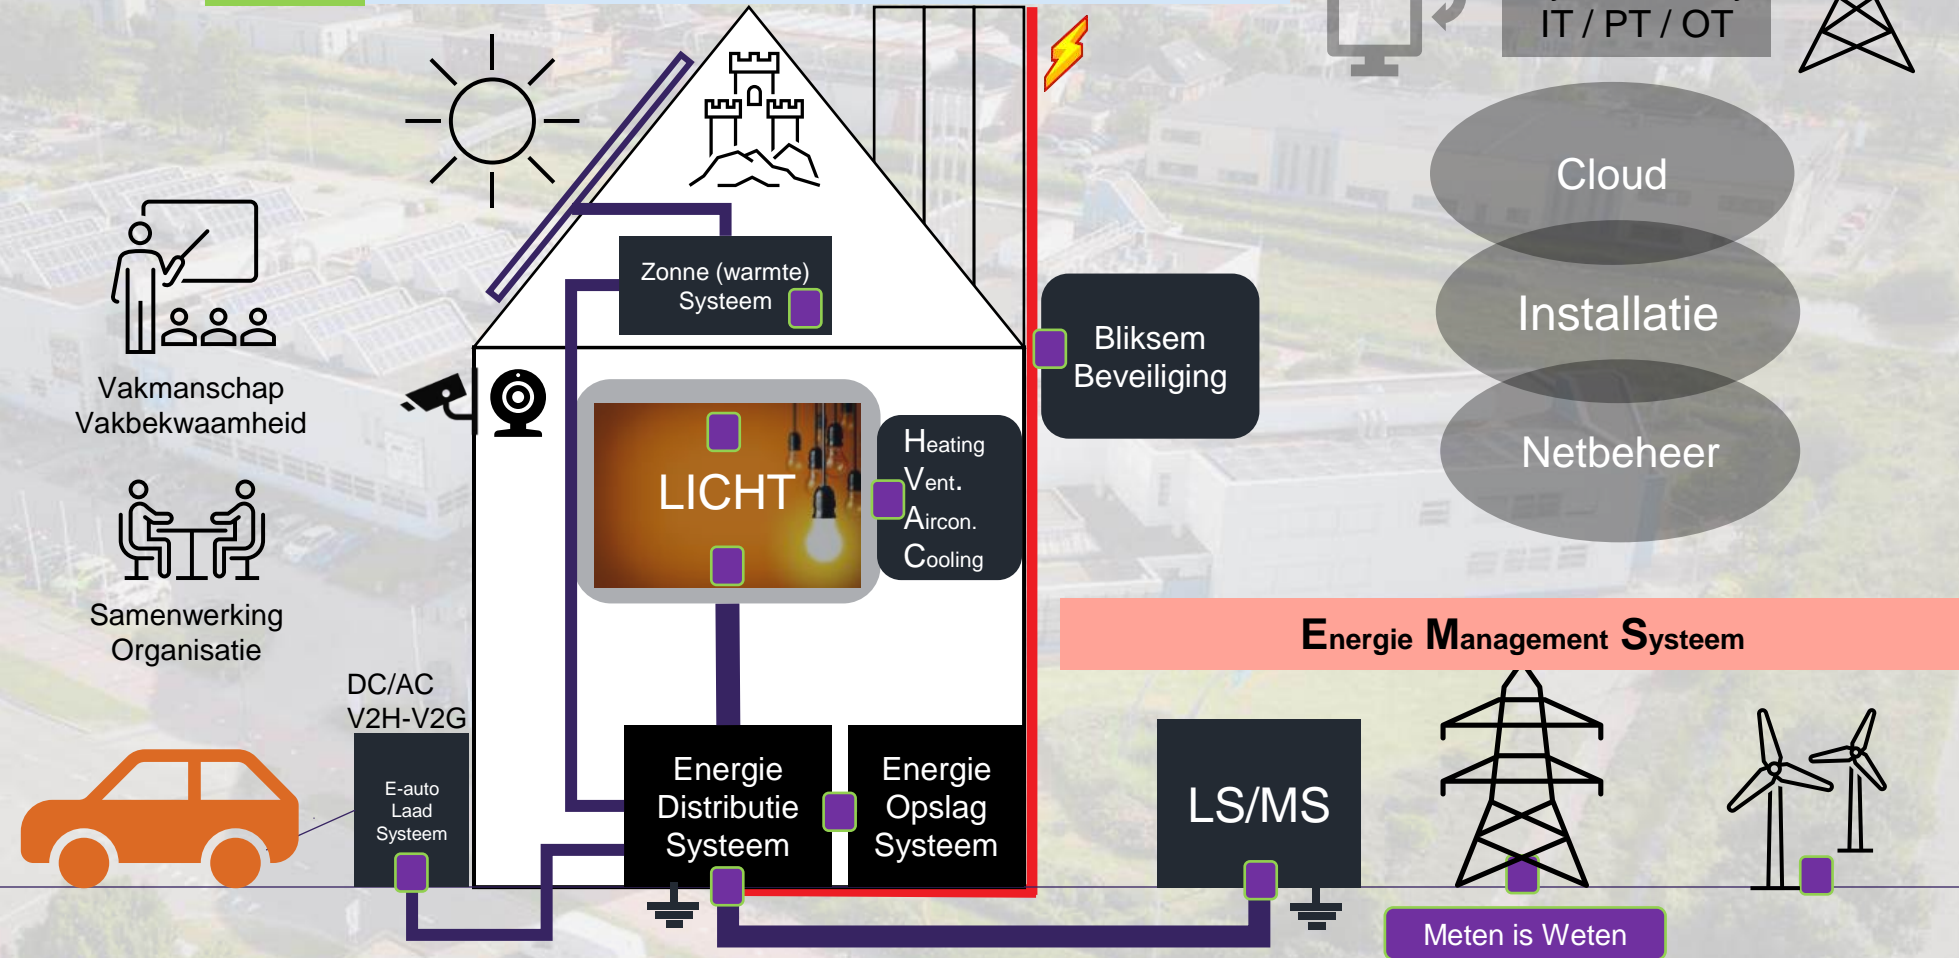 IT / PT / OT
Cloud
Zonne (warmte)
Systeem
Installatie
Bliksem
Beveiliging
Vakmanschap
Vakbekwaamheid
Heating
Vent.
Aircon.
Cooling
LICHT
Netbeheer
Samenwerking
Organisatie
Energie Management Systeem
DC/AC
V2H-V2G
E-auto
Laad
Systeem
Energie
Distributie
Systeem
Energie
Opslag
Systeem
LS/MS
Meten is Weten